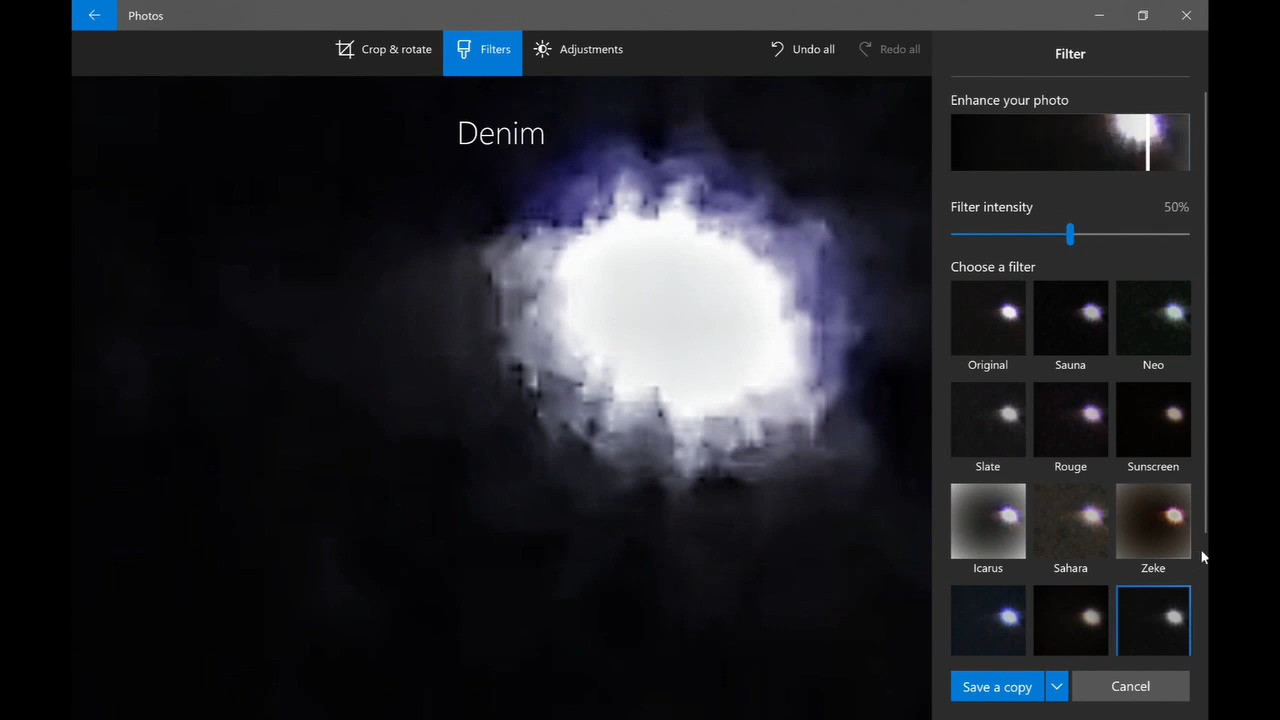 Photos
Crop & rotate
Filters
Adjustments
Undo all
Redo all
Filter
Denim
Enhance your photo
Filter intensity 50%
Choose a filter
Original Sauna Neo
Slate Rouge Sunscreen
Icarus Sahara Zeke
Save a copy Cancel